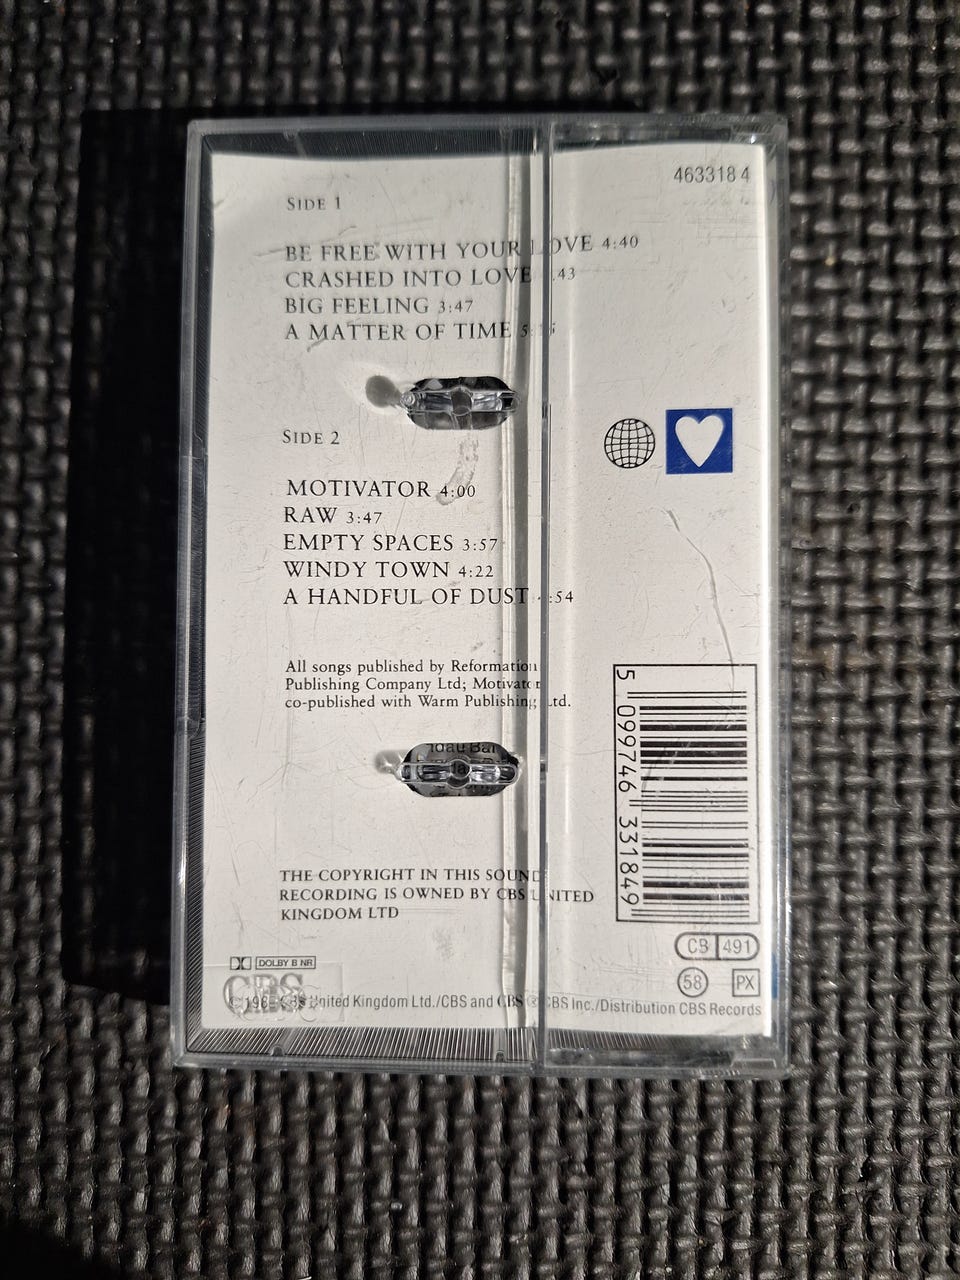 463318 4
SIDE 1
BE FREE WITH YOUR LOVE 4:40
CRASHED INTO LOVE :43
BIG FEELING 3:47
A MATTER OF TIME 5:
SIDE 2
MOTIVATOR 4:00
RAW 3:47
EMPTY SPACES 3:57
WINDY TOWN 4:22
A HANDFUL OF DUST :54
All songs published by Reformation
Publishing Company Ltd; Motivator
co-published with Warm Publishing Ltd.
5 099746 331849
THE COPYRIGHT IN THIS SOUND
RECORDING IS OWNED BY CBS UNITED
KINGDOM LTD
CB 491
DOLBY B NR
58 PX
CBS
CBS United Kingdom Ltd./CBS and CBS ® CBS Inc./Distribution CBS Records